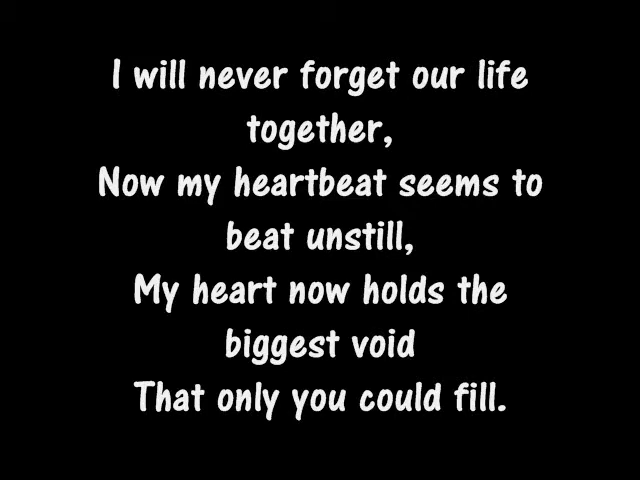 I will never forget our life
together,
Now my heartbeat seems to
beat unstill,
My heart now holds the
biggest void
That only you could fill.